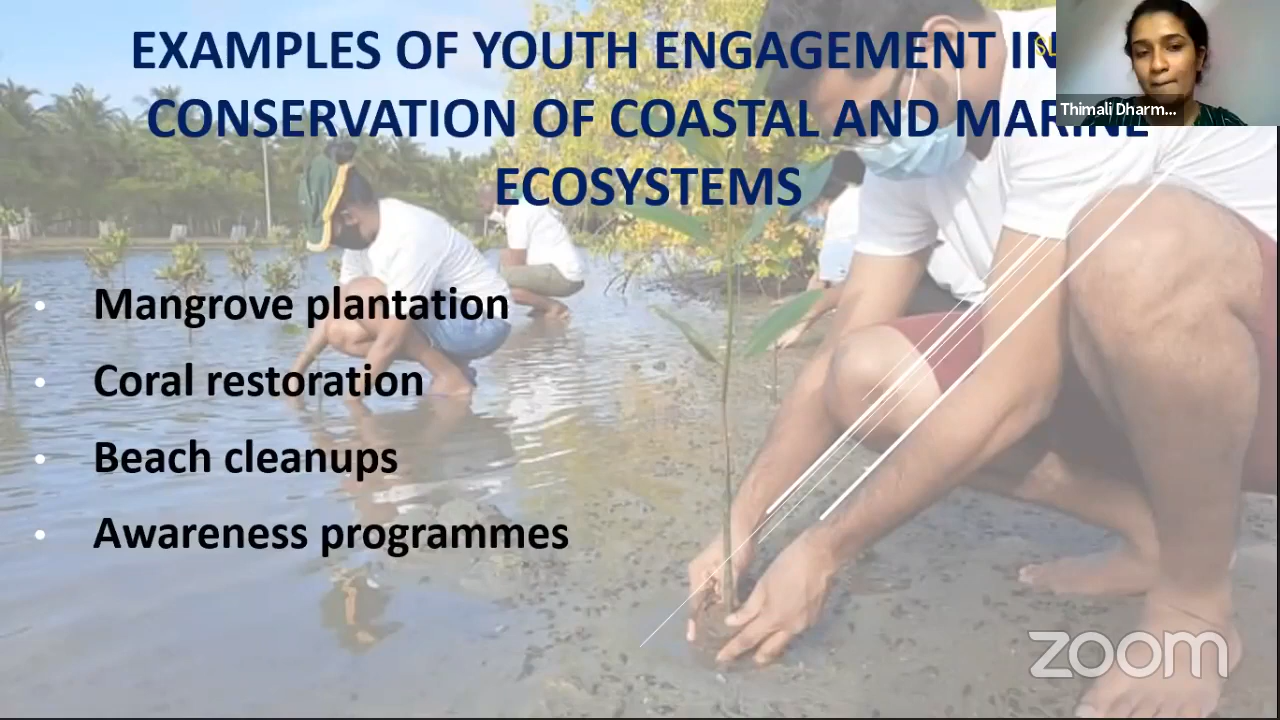 EXAMPLES OF YOUTH ENGAGEMENT IN
CONSERVATION OF COASTAL AND MARINE
ECOSYSTEMS
Thimali Dharm...
• Mangrove plantation
• Coral restoration
• Beach cleanups
• Awareness programmes
zoom